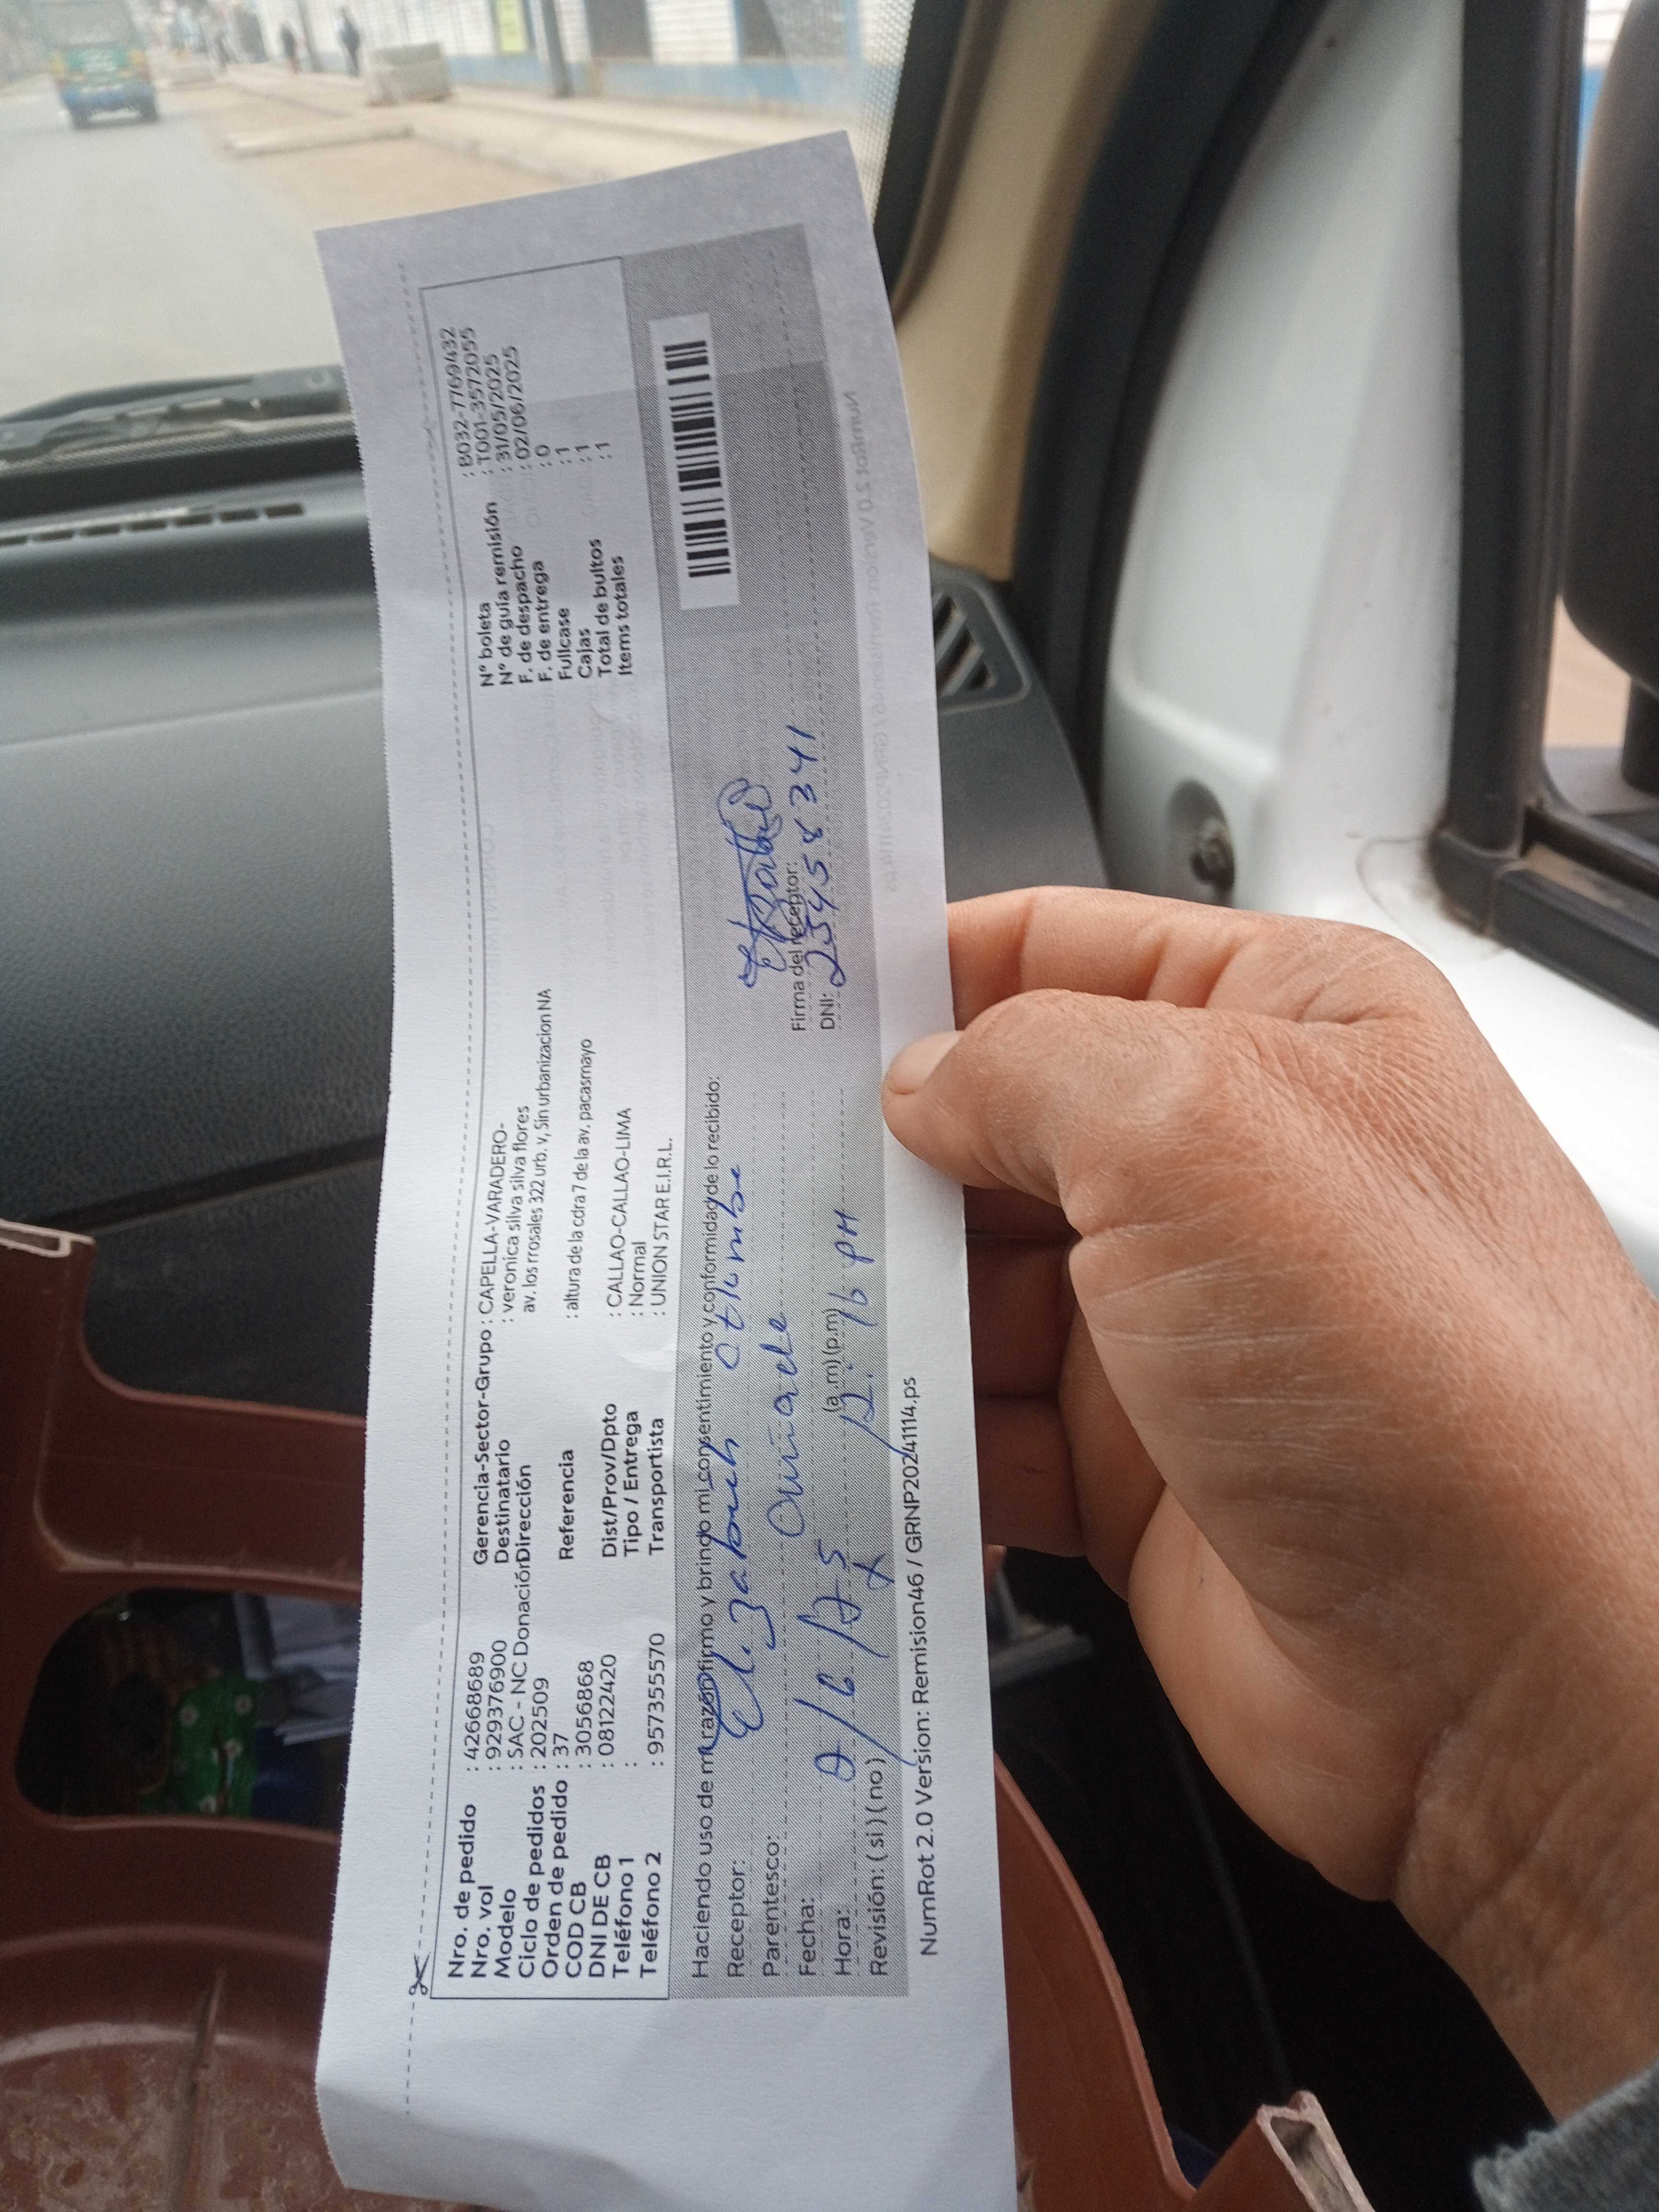 Nro. de pedido : 42668689
Nro. vol : 929376900
Modelo : SAC - NC Donación
Ciclo de pedidos : 202509
Orden de pedido : 37
COD CB : 3056868
DNI DE CB : 08122420
Teléfono 1 :
Teléfono 2 : 957355570
Gerencia-Sector-Grupo : CAPELLA-VARADERO-
Destinatario : veronica silva silva flores
Dirección av. los rrosales 322 urb. v, Sin urbanizacion NA
Referencia : altura de la cdra 7 de la av. pacasmayo
Dist/Prov/Dpto : CALLAO-CALLAO-LIMA
Tipo / Entrega : Normal
Transportista : UNION STAR E.I.R.L.
N° boleta : B032-7769432
N° de guía remisión : T001-3572055
F. de despacho : 31/05/2025
F. de entrega : 02/06/2025
Fullcase : 0
Cajas : 1
Total de bultos : 1
Items totales : 1
Haciendo uso de mi razón firmo y brindo mi consentimiento y conformidad de lo recibido:
Receptor:
Parentesco: Cuñada
Fecha: 2/6/25
Hora: (a.m) (p.m) 12:16 PM
Revisión: ( si ) ( no )
Firma del receptor:
DNI: 25458341
NumRot 2.0 Version: Remision46 / GRNP20241114.ps